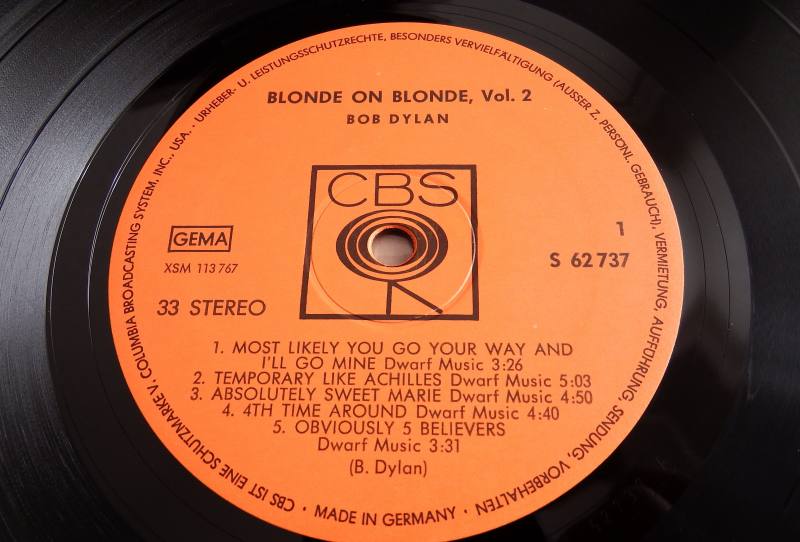 BLONDE ON BLONDE, Vol. 2
BOB DYLAN
CBS
GEMA
XSM 113 767
33 STEREO
1
S 62 737
1. MOST LIKELY YOU GO YOUR WAY AND
I'LL GO MINE Dwarf Music 3:26
2. TEMPORARY LIKE ACHILLES Dwarf Music 5:03
3. ABSOLUTELY SWEET MARIE Dwarf Music 4:50
4. 4TH TIME AROUND Dwarf Music 4:40
5. OBVIOUSLY 5 BELIEVERS
Dwarf Music 3:31
(B. Dylan)
CBS IST EINE SCHUTZMARKE V. COLUMBIA BROADCASTING SYSTEM, INC., USA. · URHEBER- U. LEISTUNGSSCHUTZRECHTE, BESONDERS VERVIELFÄLTIGUNG (AUSSER Z. PERSÖNL. GEBRAUCH), VERMIETUNG, AUFFÜHRUNG, SENDUNG, VORBEHALTEN · MADE IN GERMANY ·